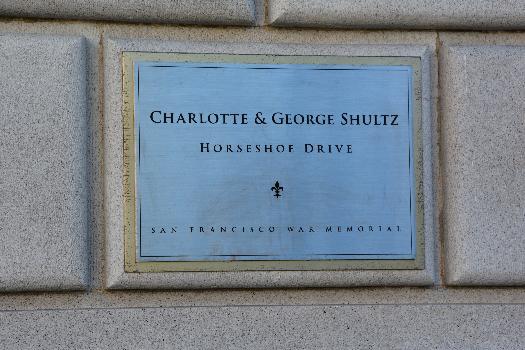 CHARLOTTE & GEORGE SHULTZ
HORSESHOE DRIVE
SAN FRANCISCO WAR MEMORIAL